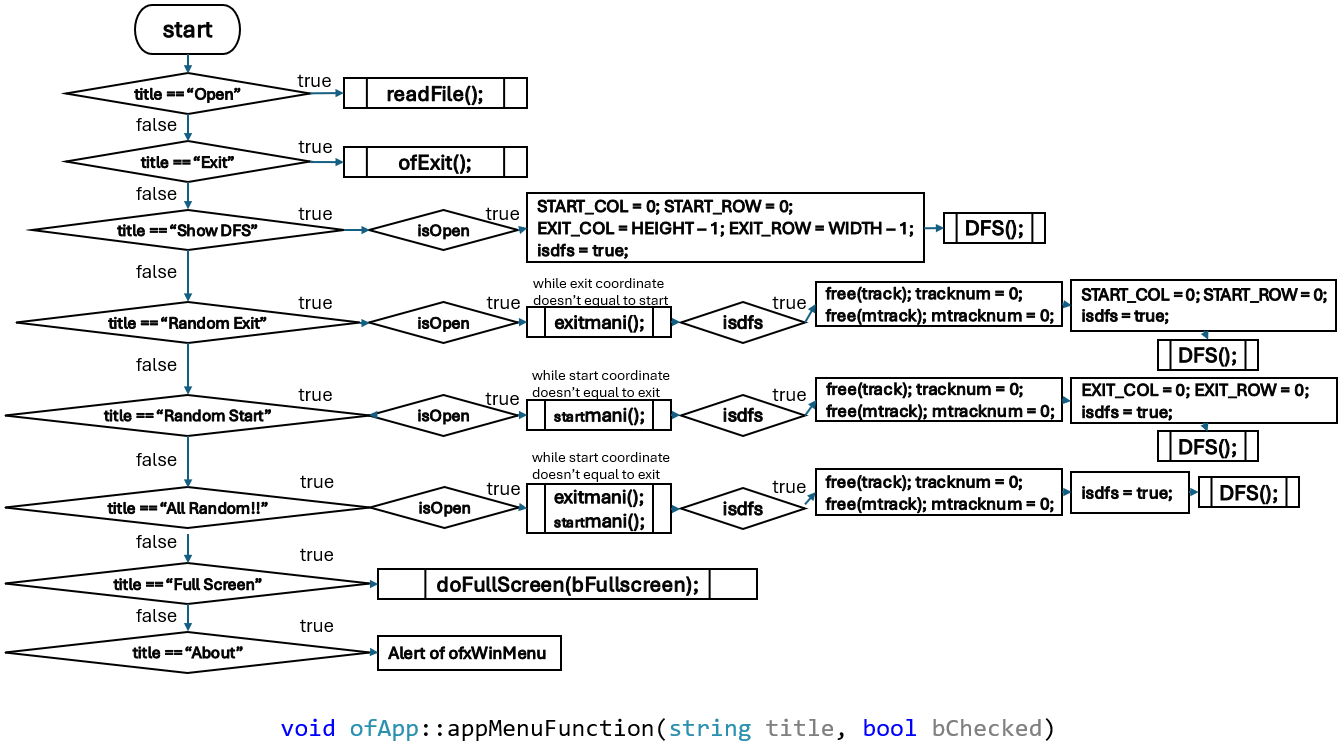 start
true
title == “Open”
readFile();
false
true
title == “Exit”
ofExit();
false
true
title == “Show DFS”
isOpen
true
START_COL = 0; START_ROW = 0;
EXIT_COL = HEIGHT – 1; EXIT_ROW = WIDTH – 1;
isdfs = true;
DFS();
false
true
title == “Random Exit”
isOpen
true
while exit coordinate
doesn’t equal to start
exitmani();
isdfs
true
free(track); tracknum = 0;
free(mtrack); mtracknum = 0;
START_COL = 0; START_ROW = 0;
isdfs = true;
DFS();
false
true
title == “Random Start”
isOpen
true
while start coordinate
doesn’t equal to exit
startmani();
isdfs
true
free(track); tracknum = 0;
free(mtrack); mtracknum = 0;
EXIT_COL = 0; EXIT_ROW = 0;
isdfs = true;
DFS();
false
true
title == “All Random!!”
isOpen
true
while start coordinate
doesn’t equal to exit
exitmani();
startmani();
isdfs
true
free(track); tracknum = 0;
free(mtrack); mtracknum = 0;
isdfs = true;
DFS();
false
true
title == “Full Screen”
doFullScreen(bFullscreen);
false
true
title == “About”
Alert of ofxWinMenu
void ofApp::appMenuFunction(string title, bool bChecked)